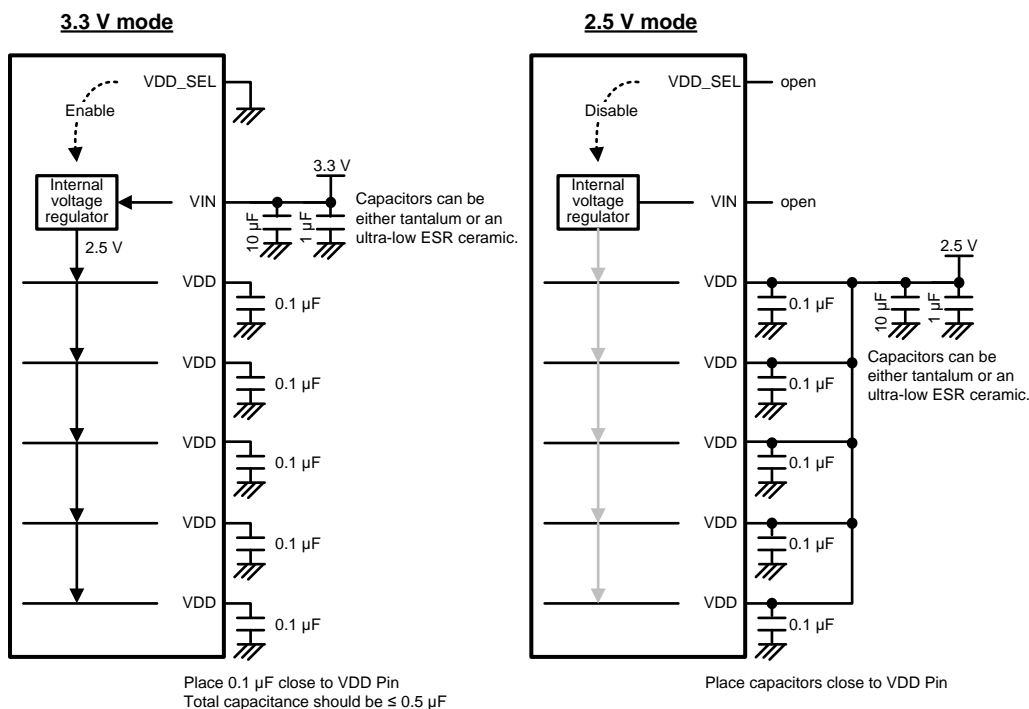 3.3 V mode
VDD_SEL
Enable
3.3 V
Internal
voltage
regulator
VIN
10 µF
1 µF
Capacitors can be
either tantalum or an
ultra-low ESR ceramic.
2.5 V
VDD
0.1 µF
VDD
0.1 µF
VDD
0.1 µF
VDD
0.1 µF
VDD
0.1 µF
Place 0.1 µF close to VDD Pin
Total capacitance should be ≤ 0.5 µF
2.5 V mode
VDD_SEL
open
Disable
Internal
voltage
regulator
VIN
open
2.5 V
VDD
0.1 µF
10 µF
1 µF
Capacitors can be
either tantalum or an
ultra-low ESR ceramic.
VDD
0.1 µF
VDD
0.1 µF
VDD
0.1 µF
VDD
0.1 µF
Place capacitors close to VDD Pin